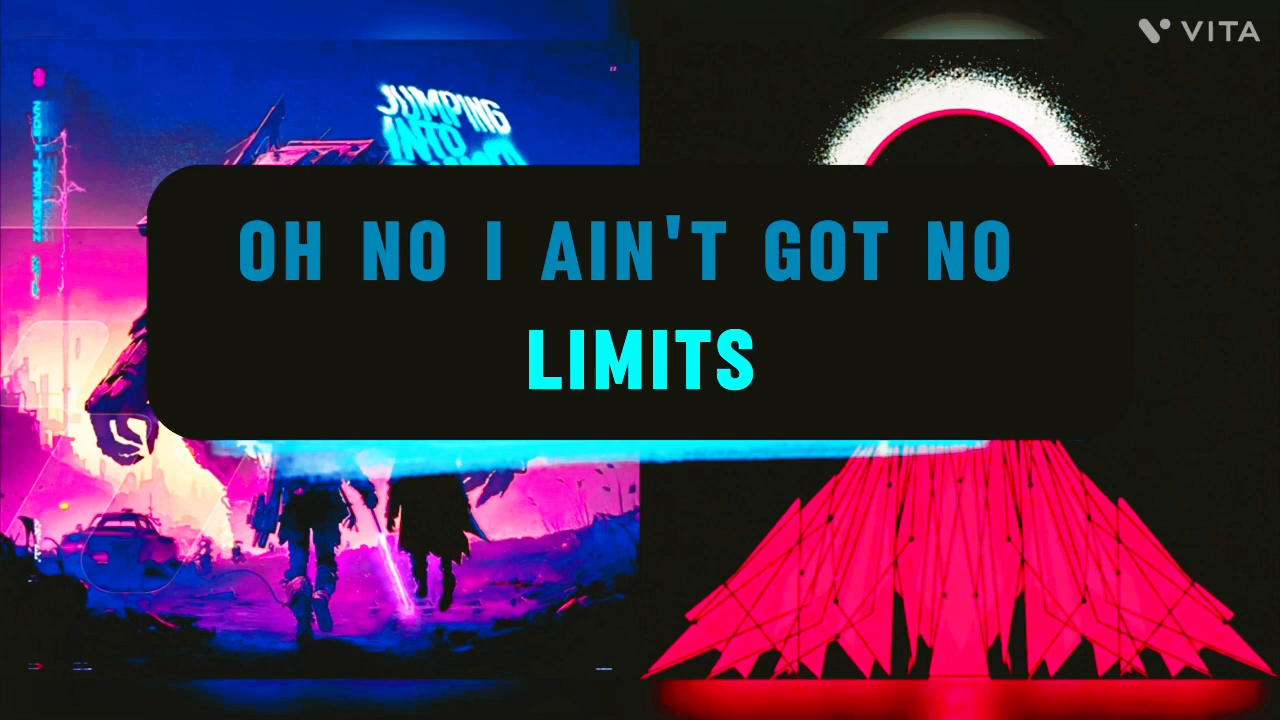 VITA
JUMPING
INTO
OH NO I AIN'T GOT NO
LIMITS